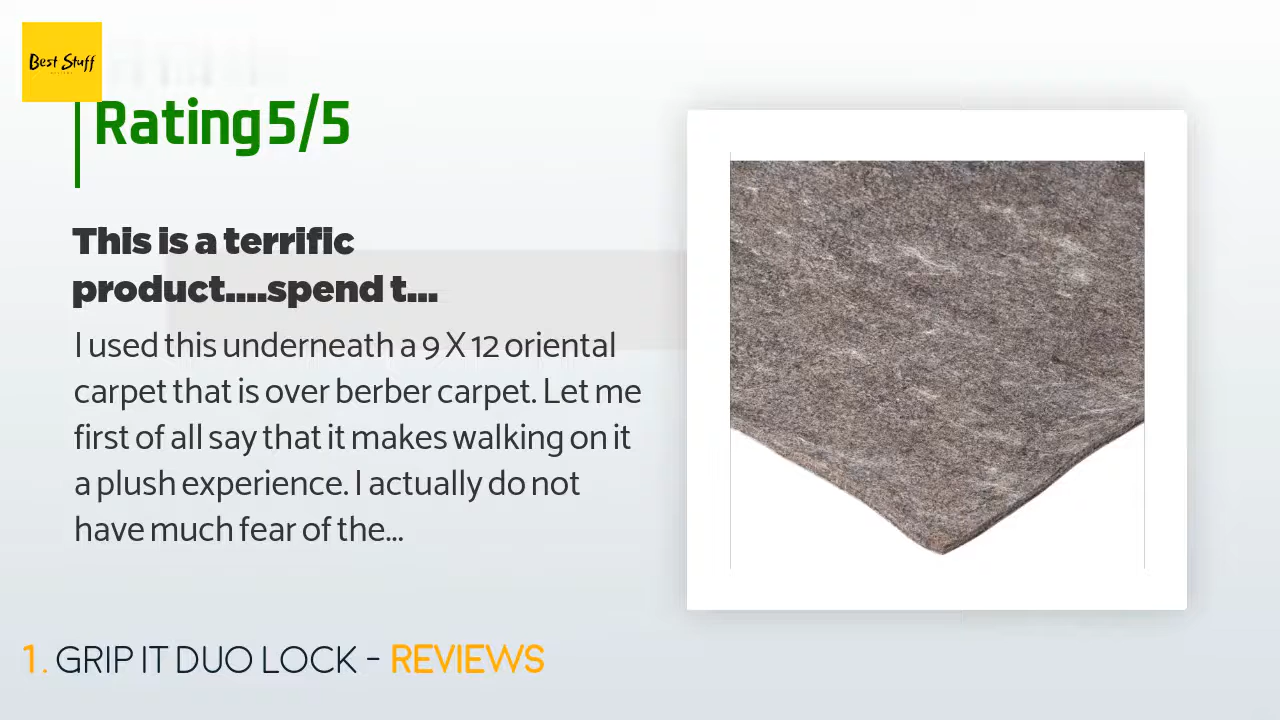 Best Stuff
Rating 5/5
This is a terrific
product....spend t...
I used this underneath a 9 X 12 oriental
carpet that is over berber carpet. Let me
first of all say that it makes walking on it
a plush experience. I actually do not
have much fear of the...
1. GRIP IT DUO LOCK - REVIEWS